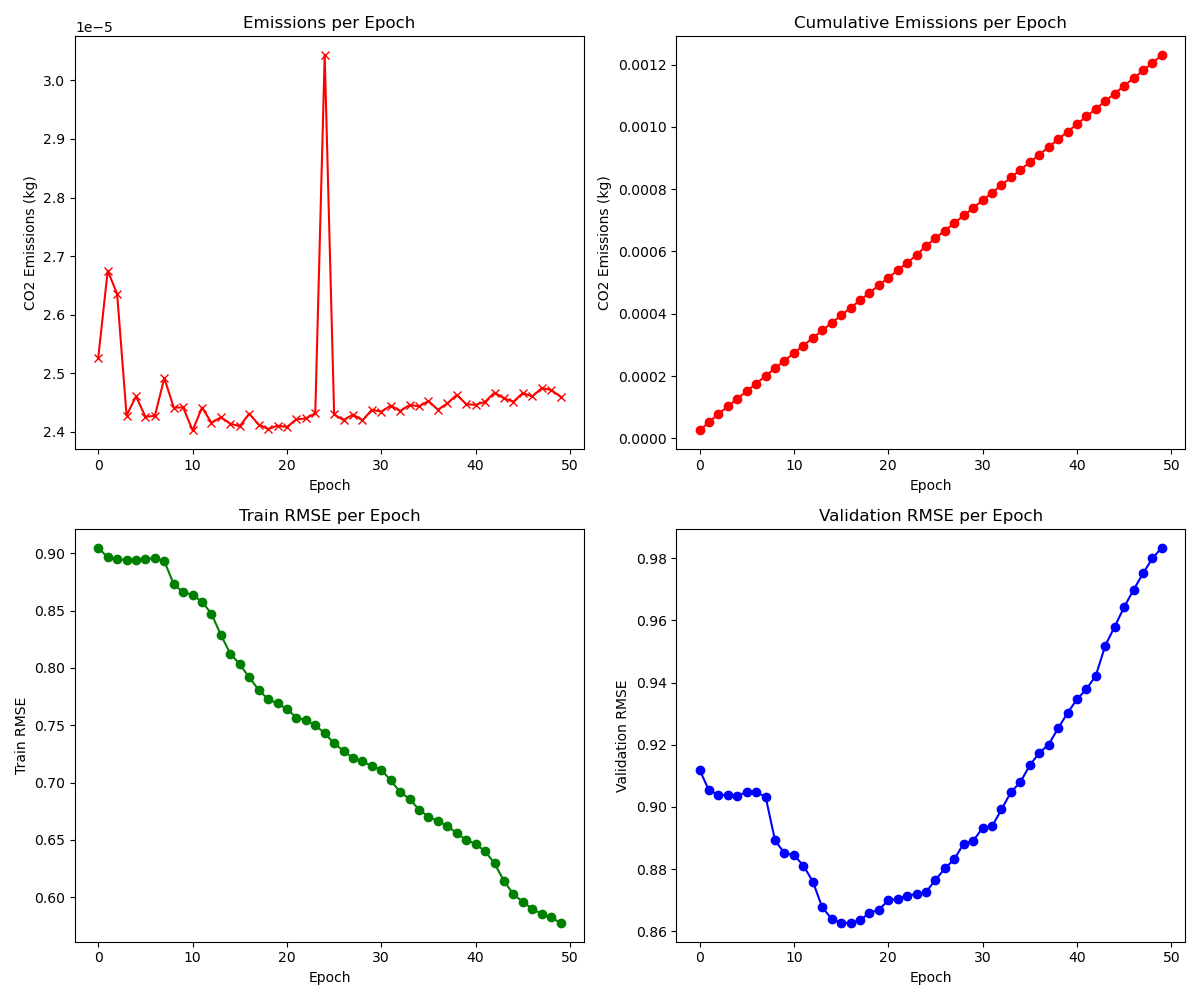 Emissions per Epoch
1e−5
3.0
2.9
2.8
2.7
2.6
2.5
2.4
CO2 Emissions (kg)
0 10 20 30 40 50
Epoch
Cumulative Emissions per Epoch
0.0012
0.0010
0.0008
0.0006
0.0004
0.0002
0.0000
CO2 Emissions (kg)
0 10 20 30 40 50
Epoch
Train RMSE per Epoch
0.90
0.85
0.80
0.75
0.70
0.65
0.60
Train RMSE
0 10 20 30 40 50
Epoch
Validation RMSE per Epoch
0.98
0.96
0.94
0.92
0.90
0.88
0.86
Validation RMSE
0 10 20 30 40 50
Epoch